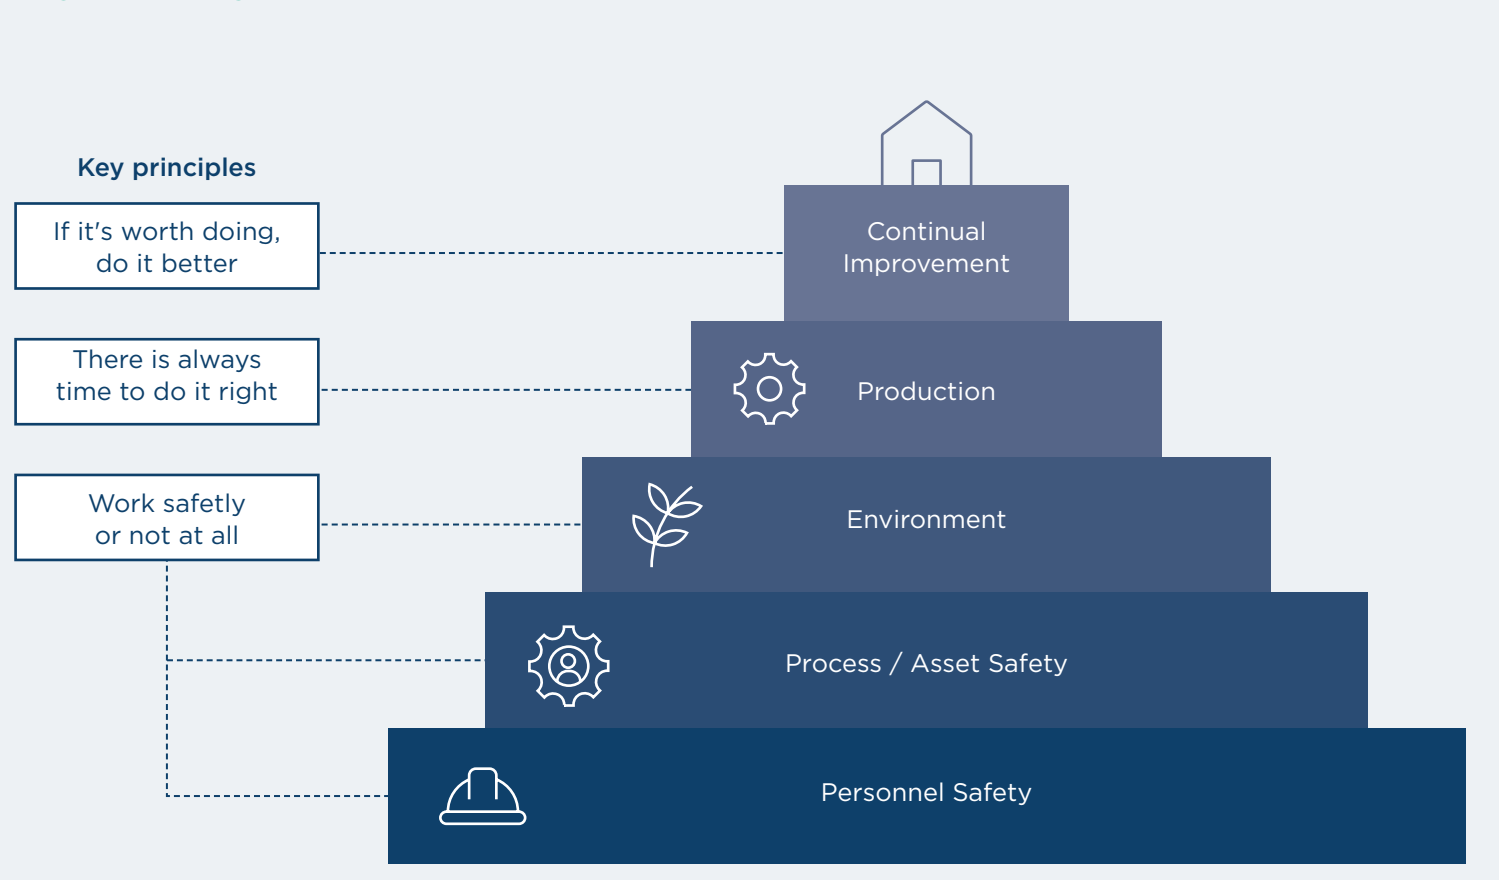 Key principles
If it's worth doing,
do it better
There is always
time to do it right
Work safetly
or not at all
Continual
Improvement
Production
Environment
Process / Asset Safety
Personnel Safety